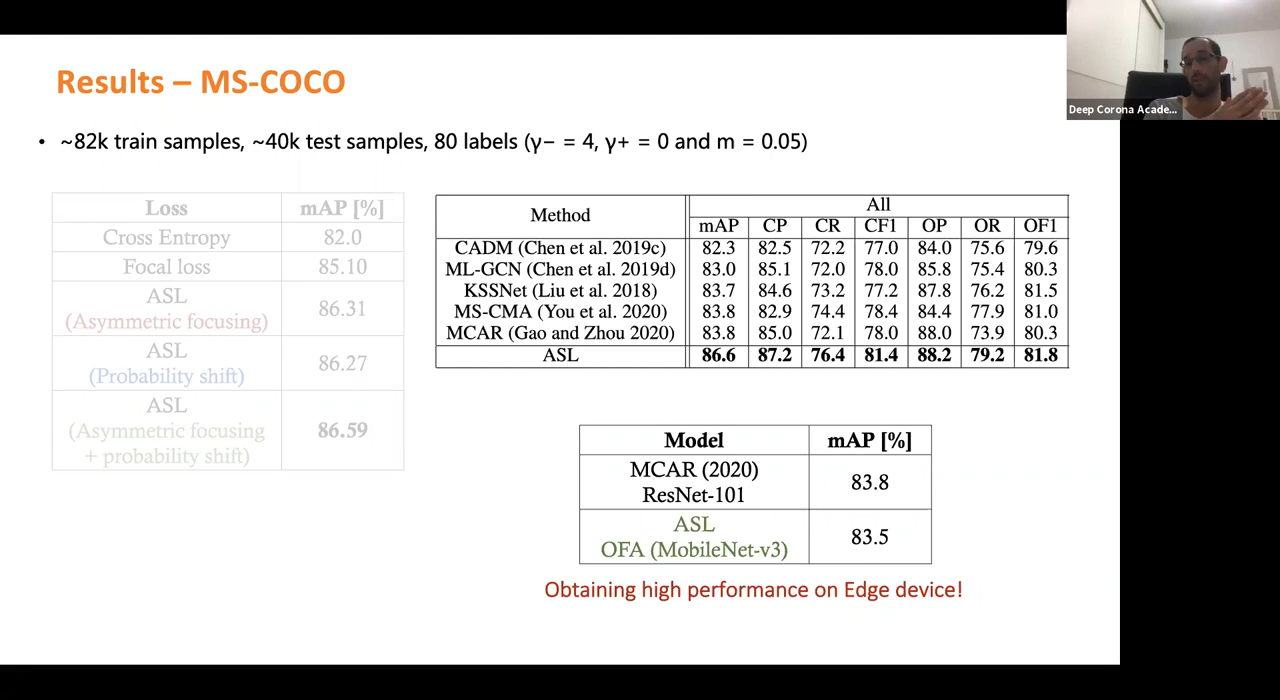 Results – MS-COCO
Deep Corona Acade...
• ~82k train samples, ~40k test samples, 80 labels (γ− = 4, γ+ = 0 and m = 0.05)
Loss mAP [%]
Cross Entropy 82.0
Focal loss 85.10
ASL
(Asymmetric focusing) 86.31
ASL
(Probability shift) 86.27
ASL
(Asymmetric focusing
+ probability shift) 86.59
Method All
mAP CP CR CF1 OP OR OF1
CADM (Chen et al. 2019c) 82.3 82.5 72.2 77.0 84.0 75.6 79.6
ML-GCN (Chen et al. 2019d) 83.0 85.1 72.0 78.0 85.8 75.4 80.3
KSSNet (Liu et al. 2018) 83.7 84.6 73.2 77.2 87.8 76.2 81.5
MS-CMA (You et al. 2020) 83.8 82.9 74.4 78.4 84.4 77.9 81.0
MCAR (Gao and Zhou 2020) 83.8 85.0 72.1 78.0 88.0 73.9 80.3
ASL 86.6 87.2 76.4 81.4 88.2 79.2 81.8
Model mAP [%]
MCAR (2020)
ResNet-101 83.8
ASL
OFA (MobileNet-v3) 83.5
Obtaining high performance on Edge device!